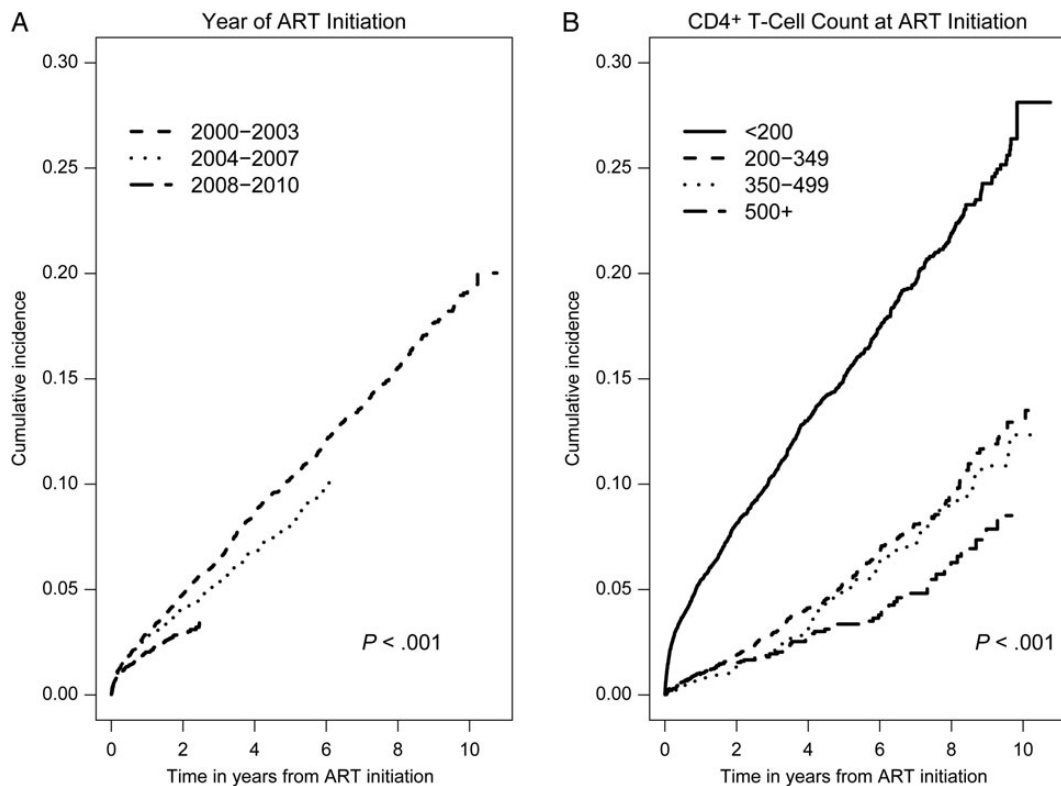 A
Year of ART Initiation
0.30
0.25
0.20
0.15
0.10
0.05
0.00
Cumulative incidence
2000−2003
2004−2007
2008−2010
P < .001
0 2 4 6 8 10
Time in years from ART initiation
B
CD4+ T-Cell Count at ART Initiation
0.30
0.25
0.20
0.15
0.10
0.05
0.00
Cumulative incidence
<200
200−349
350−499
500+
P < .001
0 2 4 6 8 10
Time in years from ART initiation